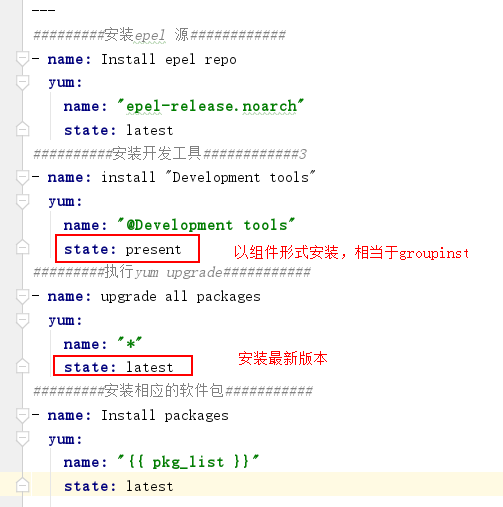 ---
#########安装epel 源############
- name: Install epel repo
yum:
name: "epel-release.noarch"
state: latest
##########安装开发工具############3
- name: install "Development tools"
yum:
name: "@Development tools"
state: present
以组件形式安装，相当于groupinst
#########执行yum upgrade###########
- name: upgrade all packages
yum:
name: "*"
state: latest
安装最新版本
#########安装相应的软件包###########
- name: Install packages
yum:
name: "{{ pkg_list }}"
state: latest